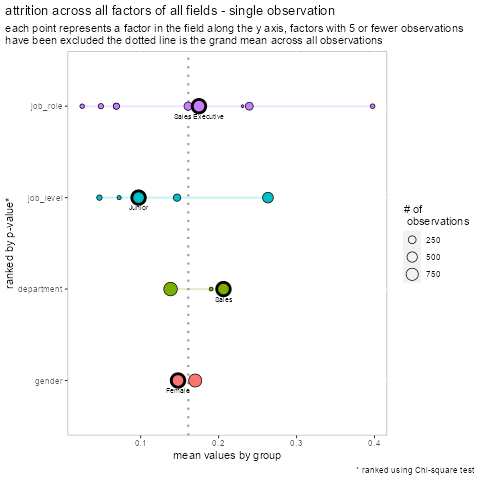 attrition across all factors of all fields - single observation
each point represents a factor in the field along the y axis, factors with 5 or fewer observations
have been excluded the dotted line is the grand mean across all observations
job_role
Sales Executive
job_level
Junior
department
Sales
gender
Female
ranked by p-value*
0.1 0.2 0.3 0.4
mean values by group
# of
observations
250
500
750
* ranked using Chi-square test